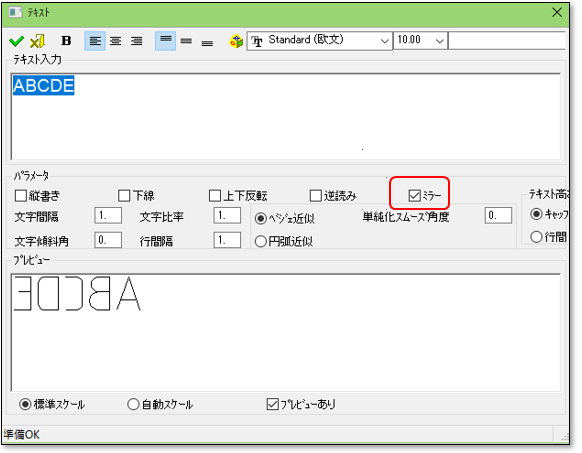 テキスト
B Standard (欧文) 10.00
テキスト入力
ABCDE
パラメータ
縦書き 下線 上下反転 逆読み ミラー
文字間隔 1. 文字比率 1. ベジェ近似 単純化スムーズ角度 0.
文字傾斜角 0. 行間隔 1. 円弧近似
テキスト高さ
キャップ
行間
プレビュー
ABCDE
標準スケール 自動スケール プレビューあり
準備OK